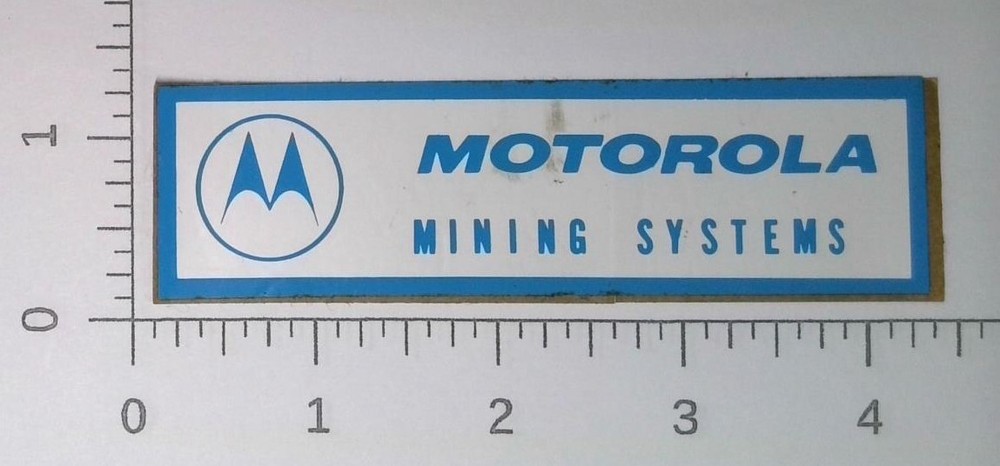 MOTOROLA
MINING SYSTEMS
1
0
0 1 2 3 4